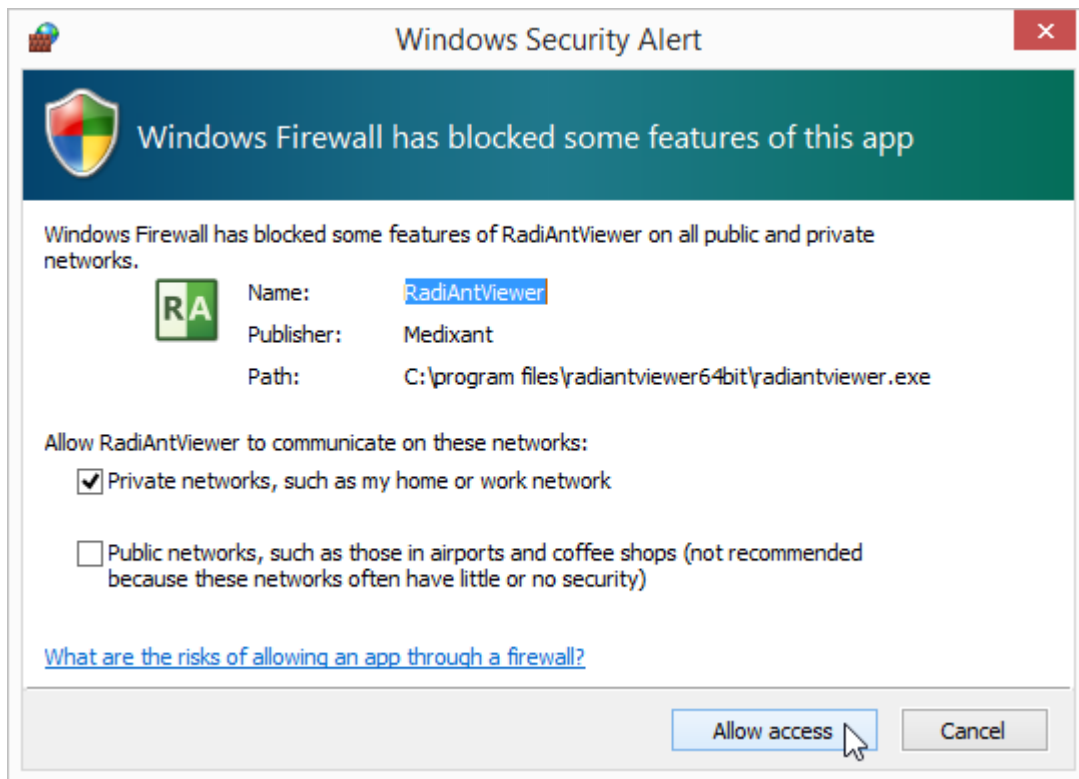 Windows Security Alert
Windows Firewall has blocked some features of this app
Windows Firewall has blocked some features of RadiAntViewer on all public and private
networks.
RA
Name: RadiAntViewer
Publisher: Medixant
Path: C:\program files\radiantviewer64bit\radiantviewer.exe
Allow RadiAntViewer to communicate on these networks:
Private networks, such as my home or work network
Public networks, such as those in airports and coffee shops (not recommended
because these networks often have little or no security)
What are the risks of allowing an app through a firewall?
Allow access Cancel